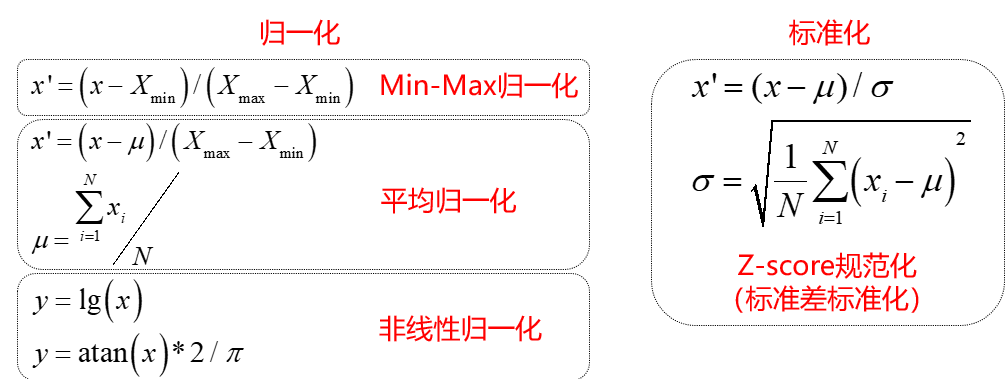 归一化
x' = (x − X_min)/(X_max − X_min) Min-Max归一化
x' = (x − μ)/(X_max − X_min)
μ = ∑_{i=1}^{N} x_i / N
平均归一化
y = lg(x)
y = atan(x)*2/π
非线性归一化
标准化
x' = (x − μ)/σ
σ = √(1/N ∑_{i=1}^{N} (x_i − μ)^2)
Z-score规范化
（标准差标准化）